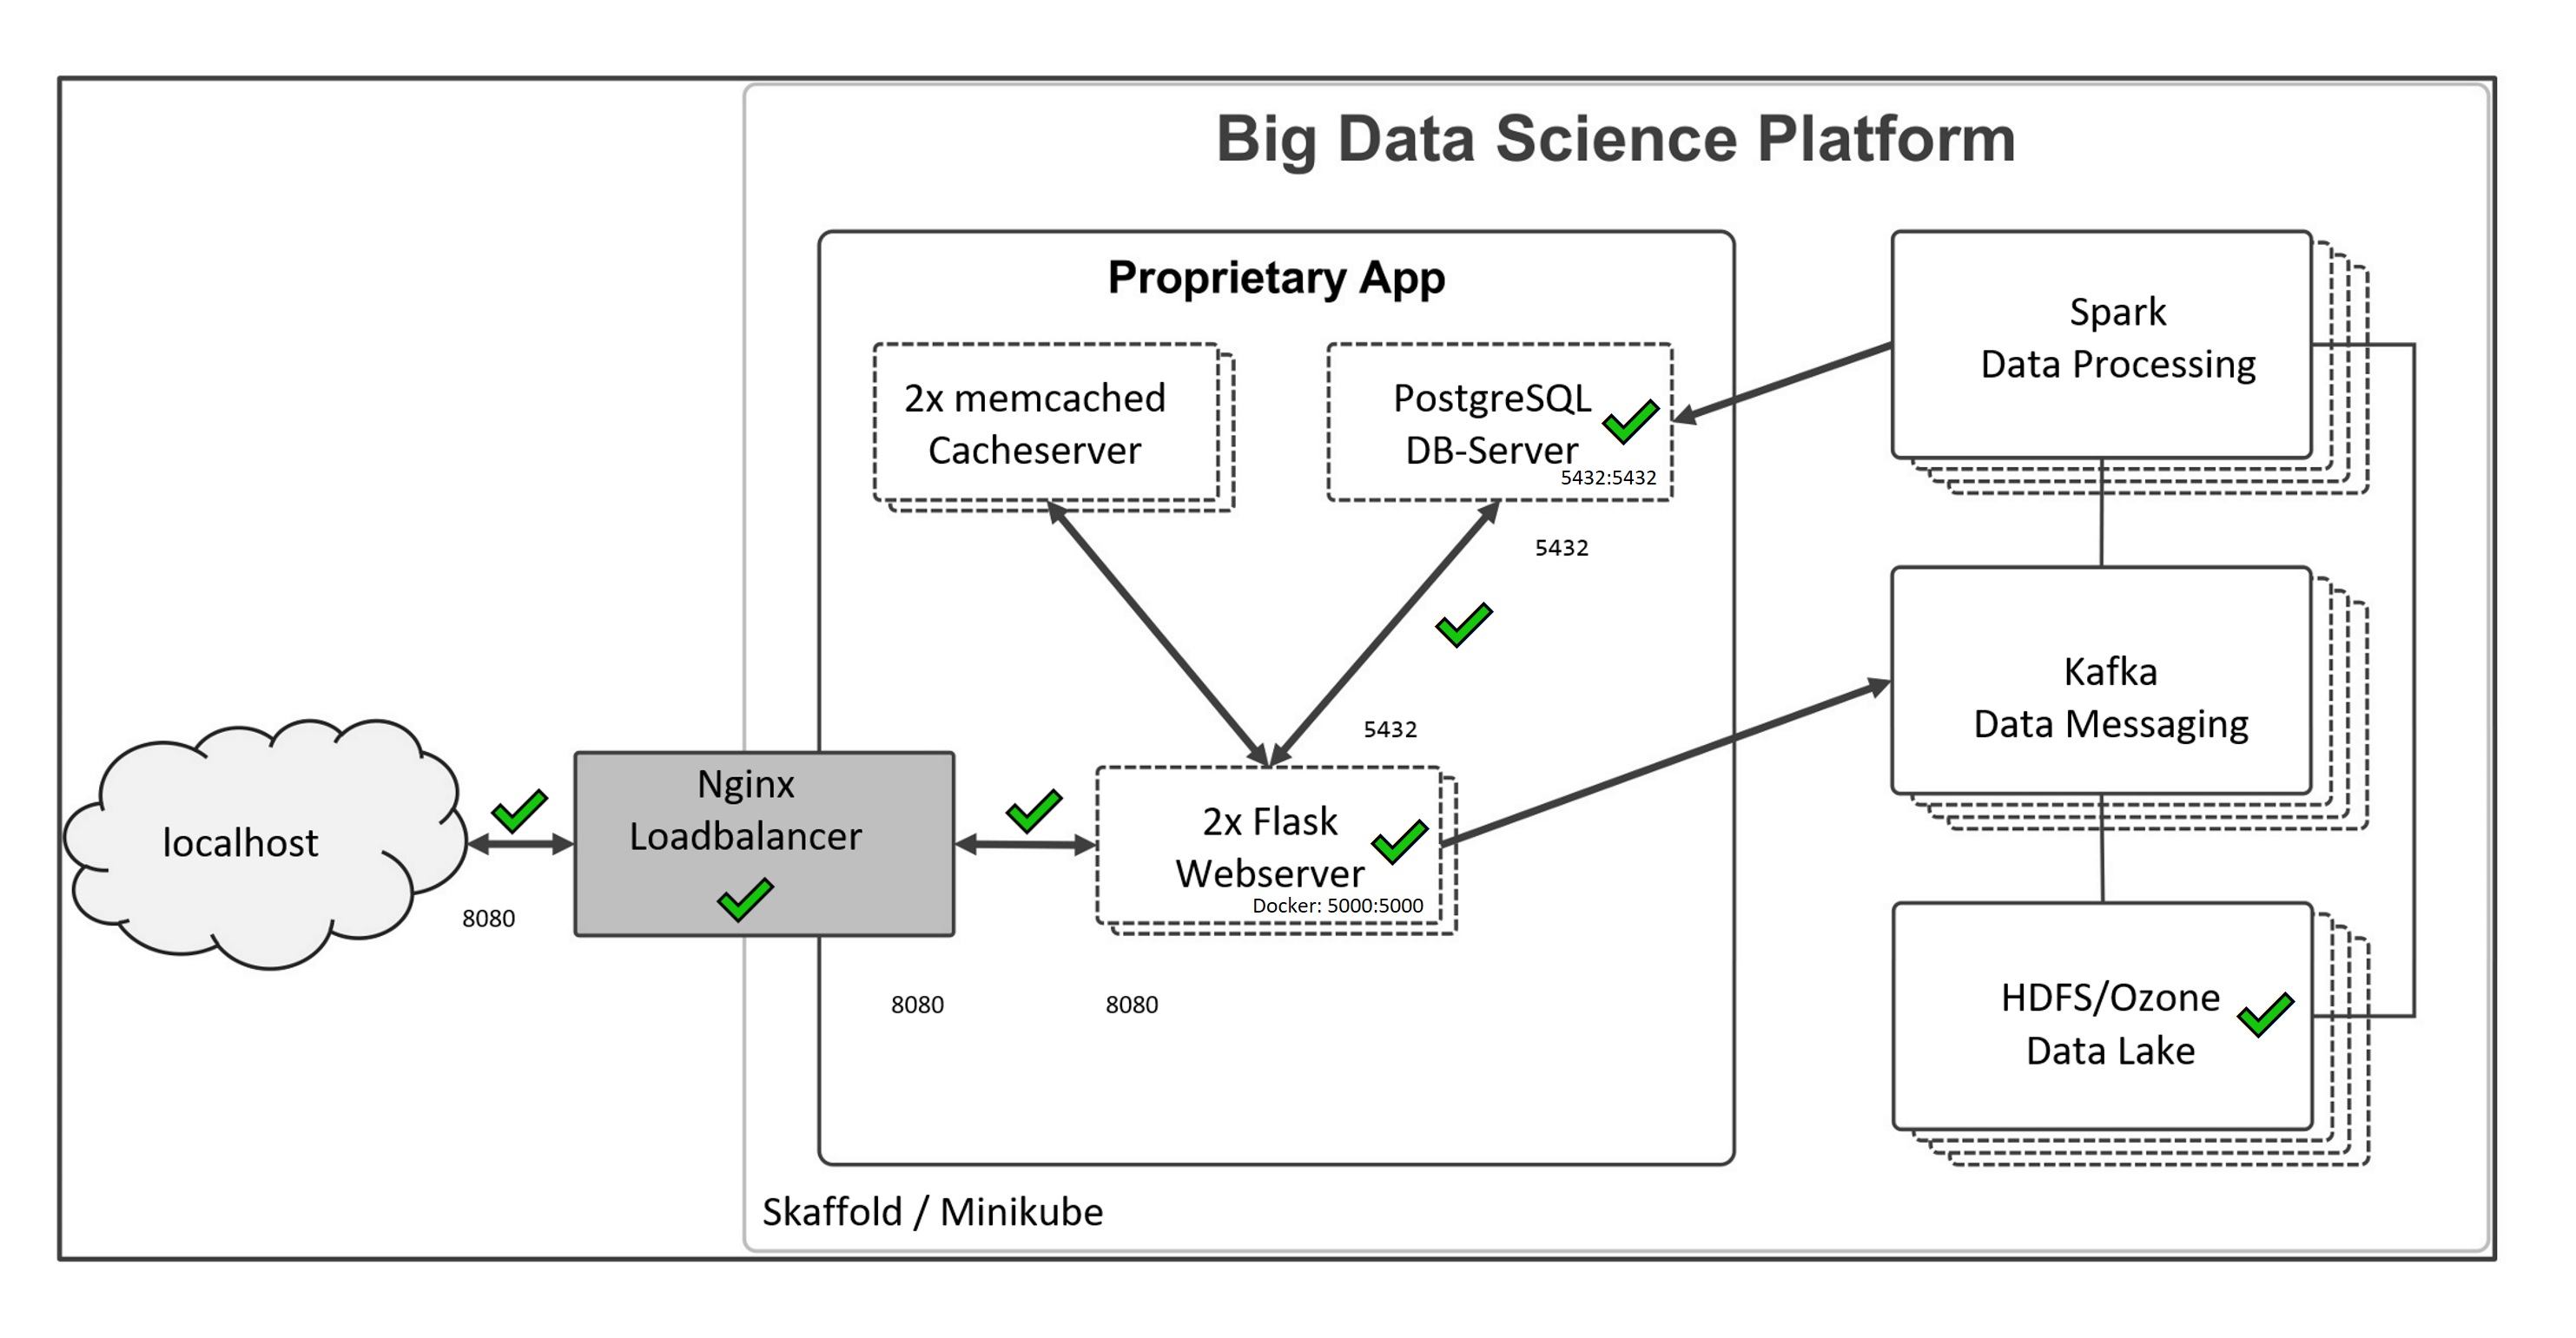 Big Data Science Platform
Proprietary App
2x memcached
Cacheserver
PostgreSQL
DB-Server
5432:5432
5432
5432
Spark
Data Processing
Kafka
Data Messaging
HDFS/Ozone
Data Lake
localhost
8080
Nginx
Loadbalancer
8080
8080
2x Flask
Webserver
Docker: 5000:5000
Skaffold / Minikube